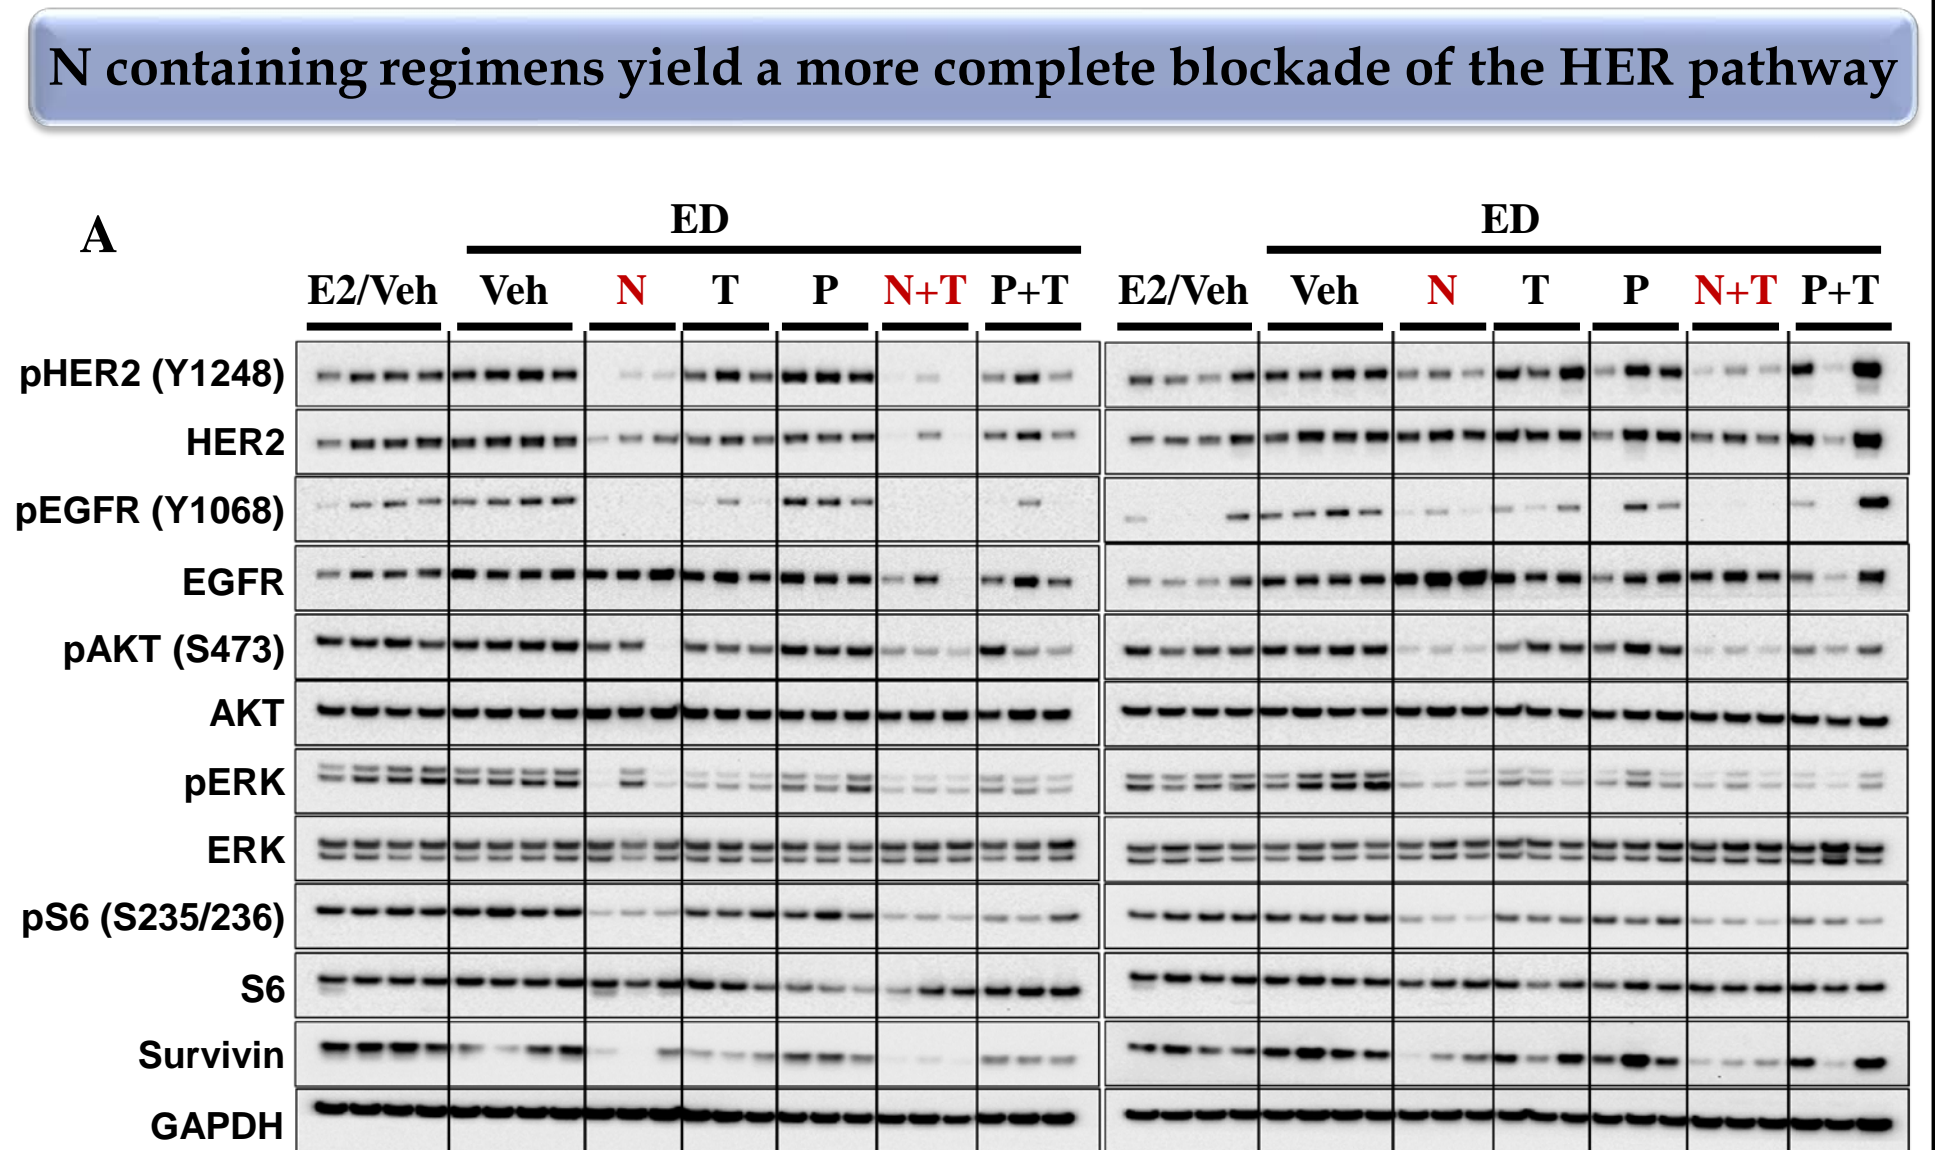 N containing regimens yield a more complete blockade of the HER pathway
A
ED ED
E2/Veh Veh N T P N+T P+T E2/Veh Veh N T P N+T P+T
pHER2 (Y1248)
HER2
pEGFR (Y1068)
EGFR
pAKT (S473)
AKT
pERK
ERK
pS6 (S235/236)
S6
Survivin
GAPDH